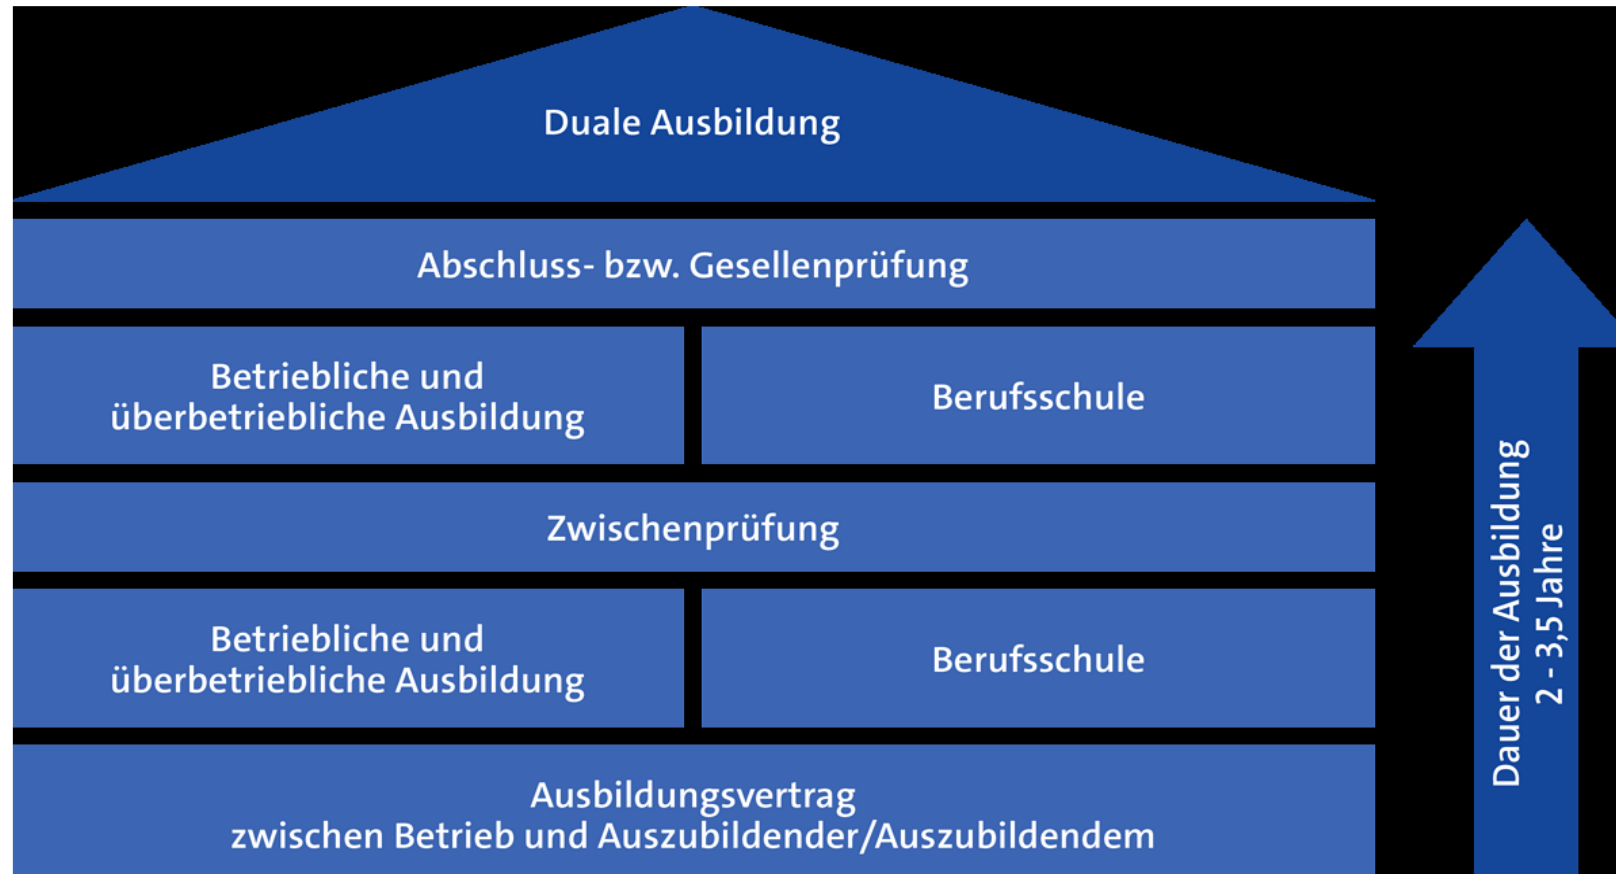 Duale Ausbildung
Abschluss- bzw. Gesellenprüfung
Betriebliche und
überbetriebliche Ausbildung
Berufsschule
Zwischenprüfung
Betriebliche und
überbetriebliche Ausbildung
Berufsschule
Ausbildungsvertrag
zwischen Betrieb und Auszubildender/Auszubildendem
Dauer der Ausbildung
2 - 3,5 Jahre